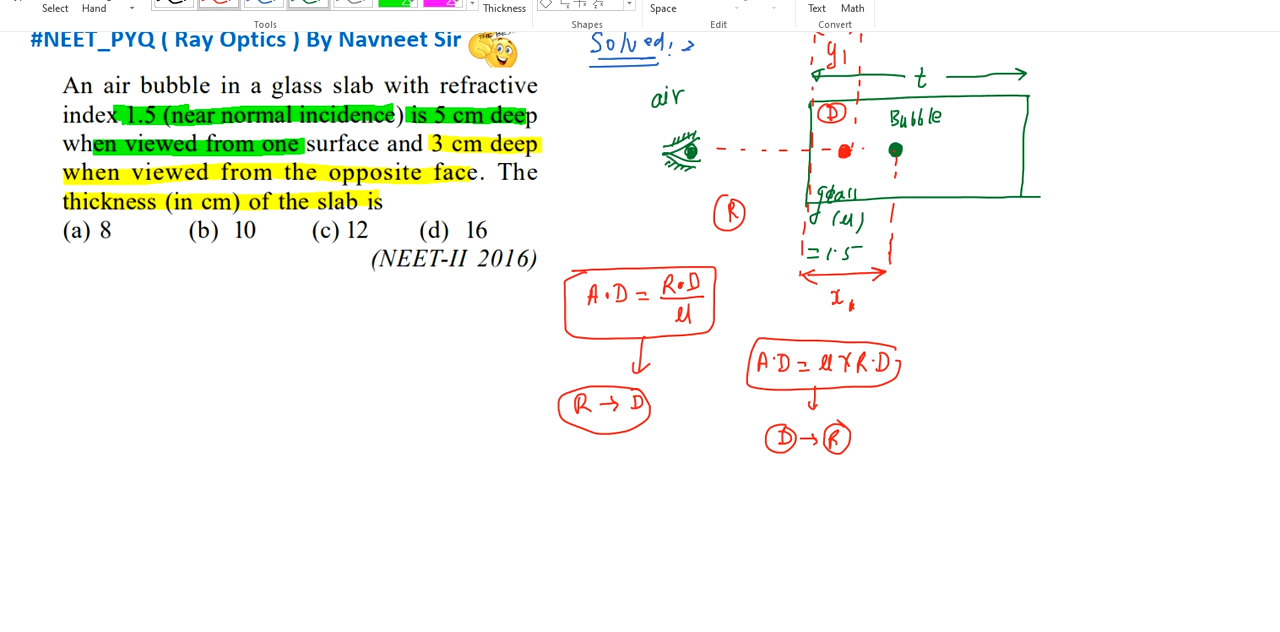 Select Hand Thickness Space Text Math
Tools Shapes Edit Convert
#NEET_PYQ ( Ray Optics ) By Navneet Sir
An air bubble in a glass slab with refractive
index 1.5 (near normal incidence) is 5 cm deep
when viewed from one surface and 3 cm deep
when viewed from the opposite face. The
thickness (in cm) of the slab is
(a) 8 (b) 10 (c) 12 (d) 16
(NEET-II 2016)
Solved:
y1
t
air
D
Bubble
glass
(μ)
= 1.5
R
x1
A.D = R.D / μ
R → D
A.D = μ × R.D
D → R